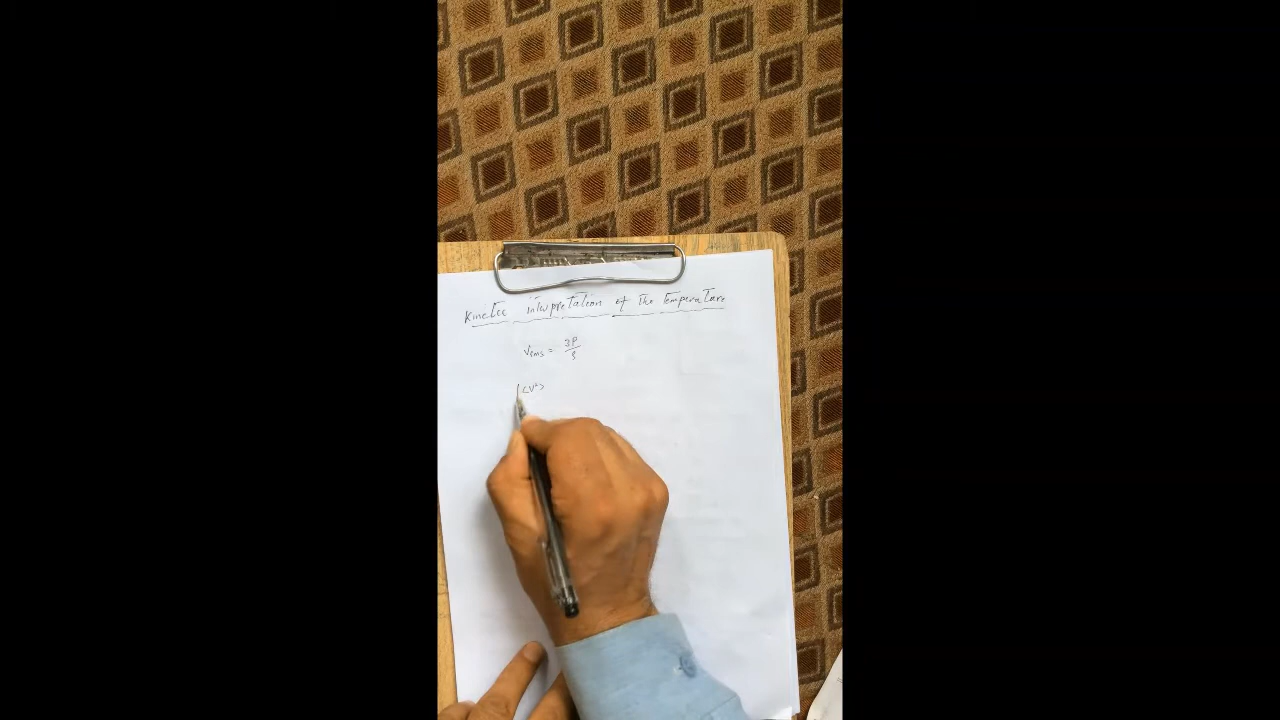 Kinetic interpretation of the Temperature
Vrms = 3P/ρ
<V²>